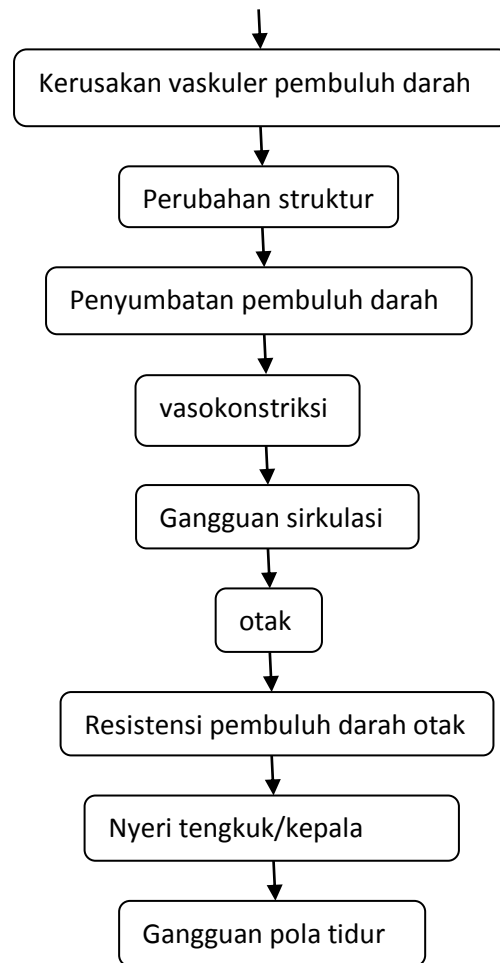 Kerusakan vaskuler pembuluh darah
Perubahan struktur
Penyumbatan pembuluh darah
vasokonstriksi
Gangguan sirkulasi
otak
Resistensi pembuluh darah otak
Nyeri tengkuk/kepala
Gangguan pola tidur